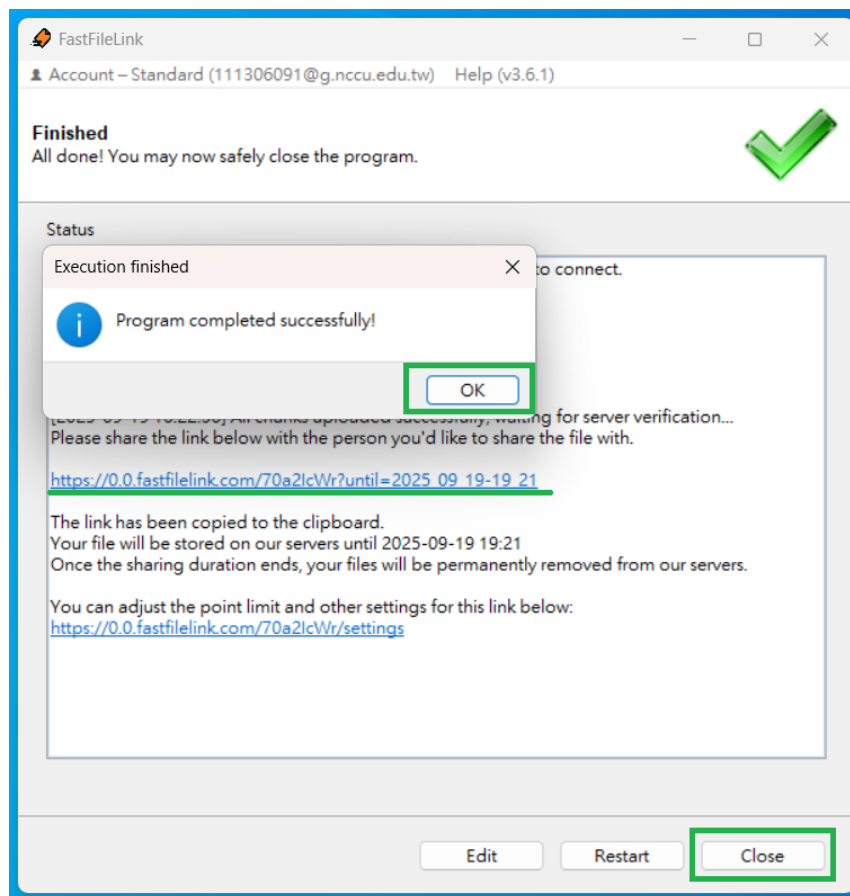 FastFileLink
Account – Standard (111306091@g.nccu.edu.tw) Help (v3.6.1)
Finished
All done! You may now safely close the program.
Status
to connect.
Execution finished
Program completed successfully!
OK
All chunks uploaded successfully, waiting for server verification...
Please share the link below with the person you'd like to share the file with.
https://0.0.fastfilelink.com/70a2IcWr?until=2025_09_19-19_21
The link has been copied to the clipboard.
Your file will be stored on our servers until 2025-09-19 19:21
Once the sharing duration ends, your files will be permanently removed from our servers.
You can adjust the point limit and other settings for this link below:
https://0.0.fastfilelink.com/70a2IcWr/settings
Edit Restart Close